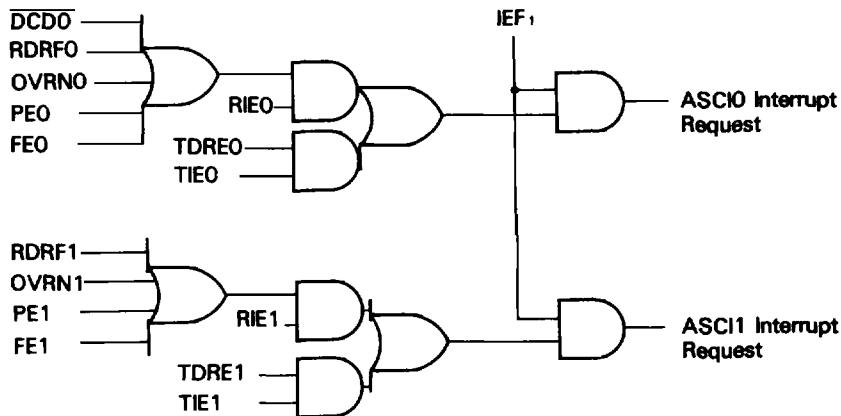 DCD0
IEF1
RDRF0
OVRN0
RIE0
ASCI0 Interrupt
Request
PE0
FE0
TDRE0
TIE0
RDRF1
OVRN1
PE1
RIE1
FE1
ASCI1 Interrupt
Request
TDRE1
TIE1